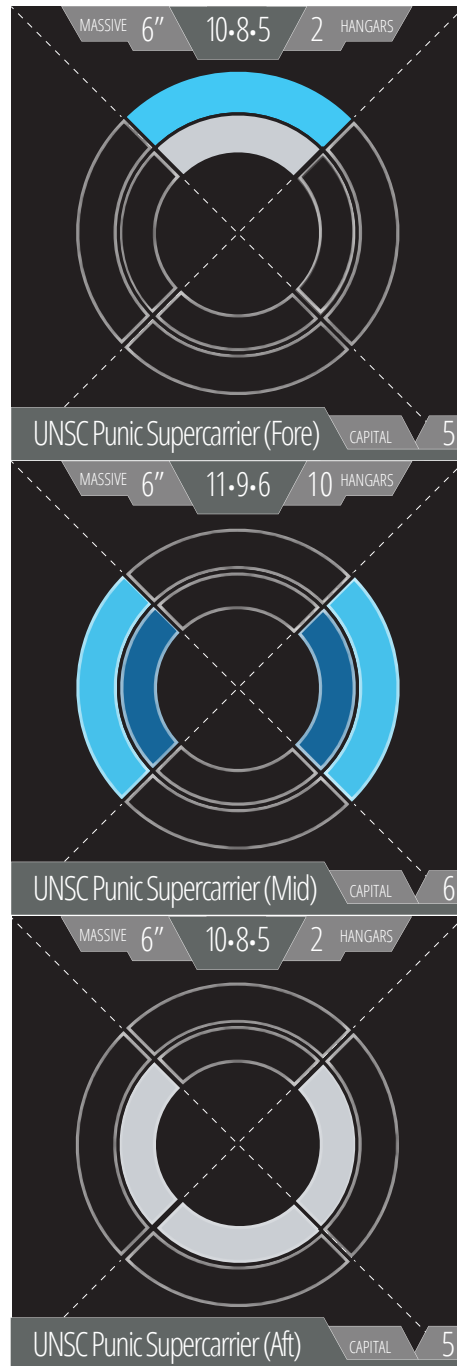 MASSIVE 6” 10•8•5 2 HANGARS
UNSC Punic Supercarrier (Fore) CAPITAL 5
MASSIVE 6” 11•9•6 10 HANGARS
UNSC Punic Supercarrier (Mid) CAPITAL 6
MASSIVE 6” 10•8•5 2 HANGARS
UNSC Punic Supercarrier (Aft) CAPITAL 5